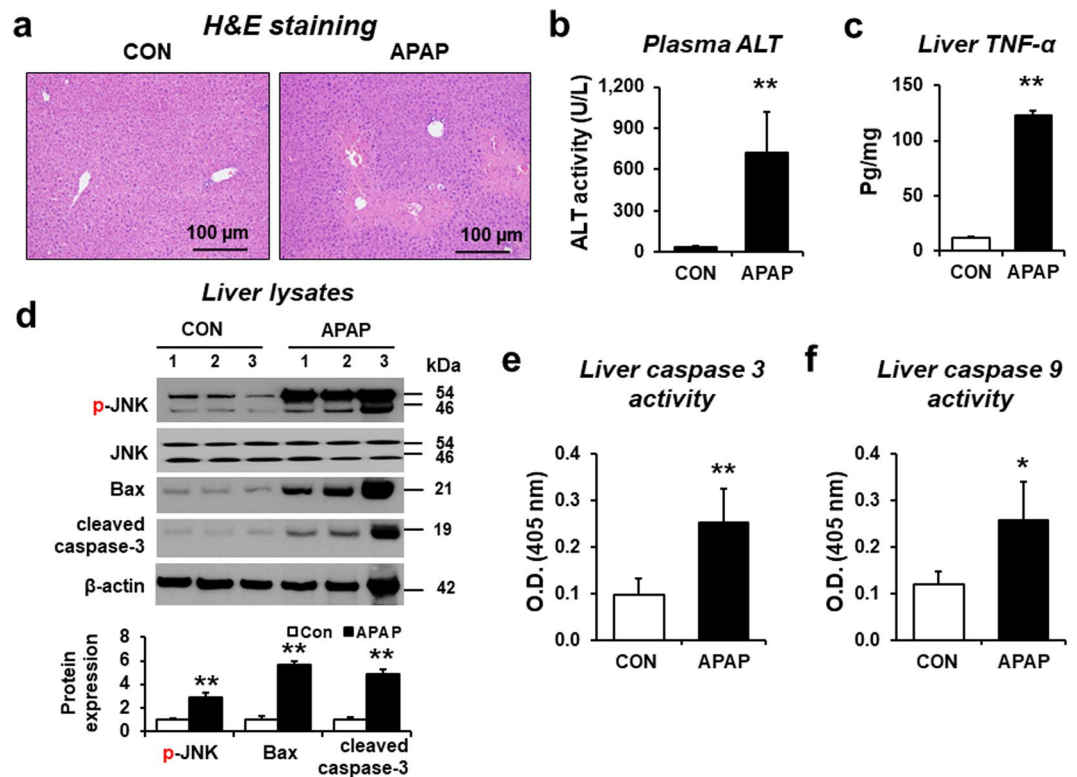 a
H&E staining
CON
APAP
100 µm
100 µm
b
Plasma ALT
ALT activity (U/L)
1,200
900
600
300
0
**
CON
APAP
c
Liver TNF-α
Pg/mg
150
100
50
0
**
CON
APAP
d
Liver lysates
CON
APAP
1 2 3 1 2 3 kDa
p-JNK
54
46
JNK
54
46
Bax
21
cleaved
caspase-3
19
β-actin
42
Con APAP
Protein
expression
8
6
4
2
0
**
**
**
p-JNK
Bax
cleaved
caspase-3
e
Liver caspase 3
activity
O.D. (405 nm)
0.4
0.3
0.2
0.1
0.0
**
CON
APAP
f
Liver caspase 9
activity
O.D. (405 nm)
0.4
0.3
0.2
0.1
0.0
*
CON
APAP